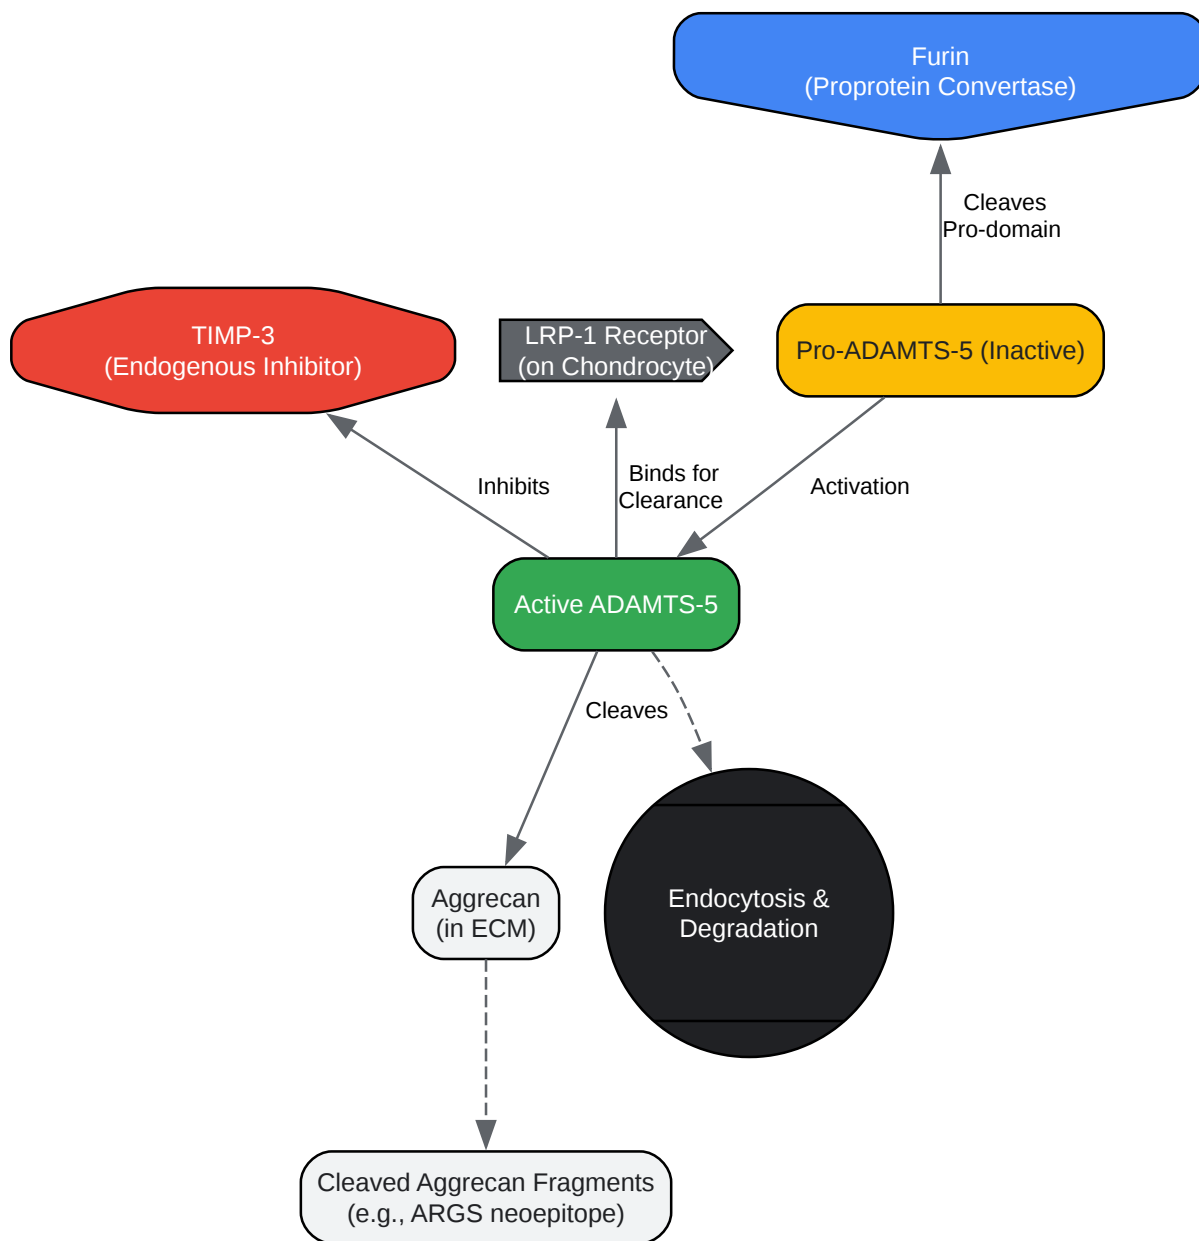 Furin
(Proprotein Convertase)
Cleaves
Pro-domain
TIMP-3
(Endogenous Inhibitor)
LRP-1 Receptor
(on Chondrocyte)
Pro-ADAMTS-5 (Inactive)
Inhibits
Binds for
Clearance
Activation
Active ADAMTS-5
Cleaves
Aggrecan
(in ECM)
Endocytosis &
Degradation
Cleaved Aggrecan Fragments
(e.g., ARGS neoepitope)